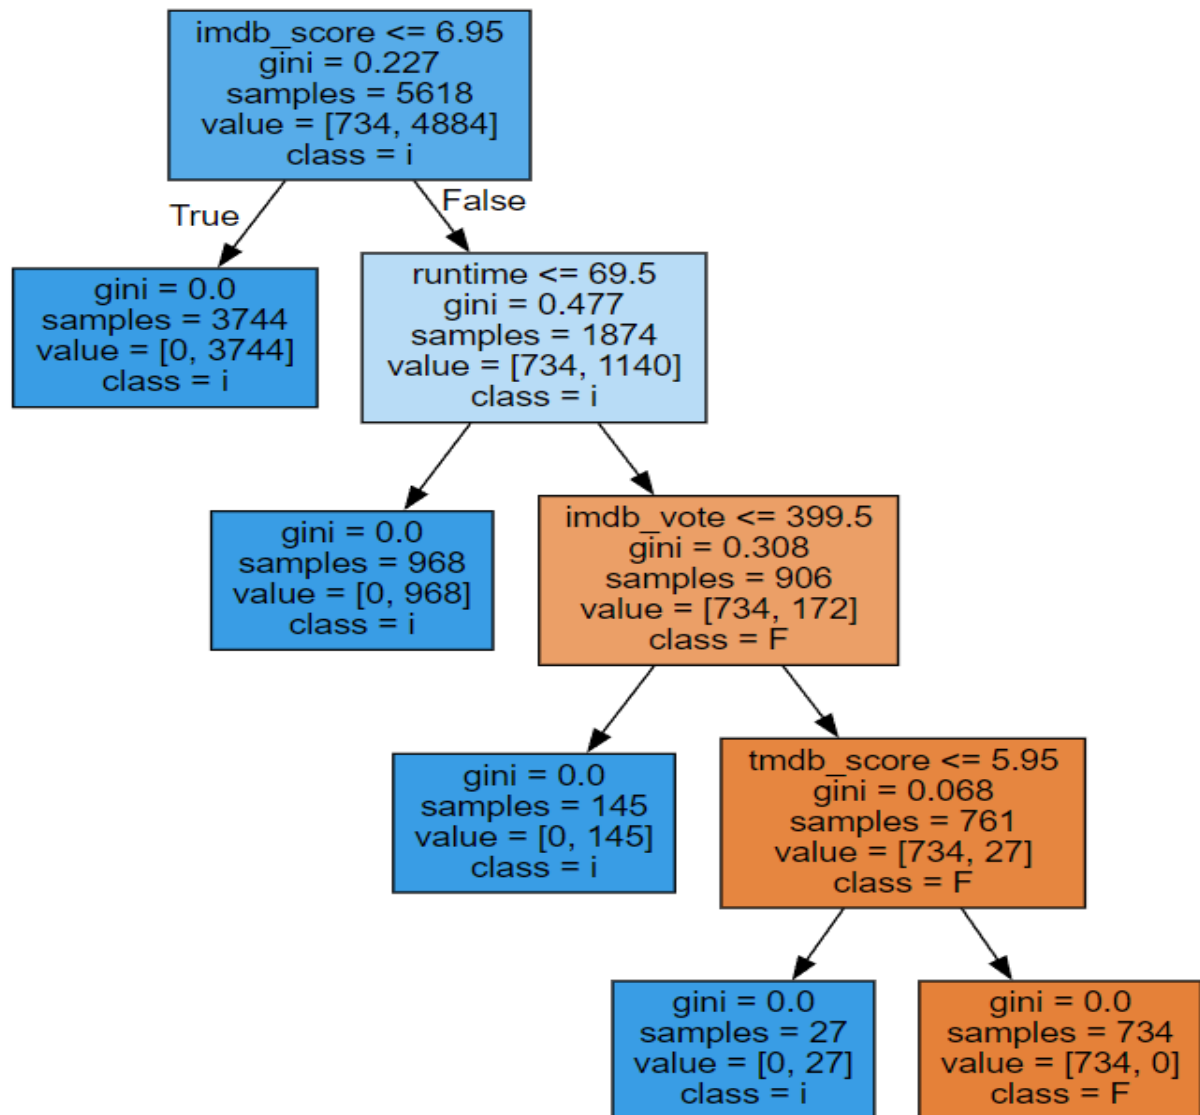 imdb_score <= 6.95
gini = 0.227
samples = 5618
value = [734, 4884]
class = i
True
False
gini = 0.0
samples = 3744
value = [0, 3744]
class = i
runtime <= 69.5
gini = 0.477
samples = 1874
value = [734, 1140]
class = i
gini = 0.0
samples = 968
value = [0, 968]
class = i
imdb_vote <= 399.5
gini = 0.308
samples = 906
value = [734, 172]
class = F
gini = 0.0
samples = 145
value = [0, 145]
class = i
tmdb_score <= 5.95
gini = 0.068
samples = 761
value = [734, 27]
class = F
gini = 0.0
samples = 27
value = [0, 27]
class = i
gini = 0.0
samples = 734
value = [734, 0]
class = F